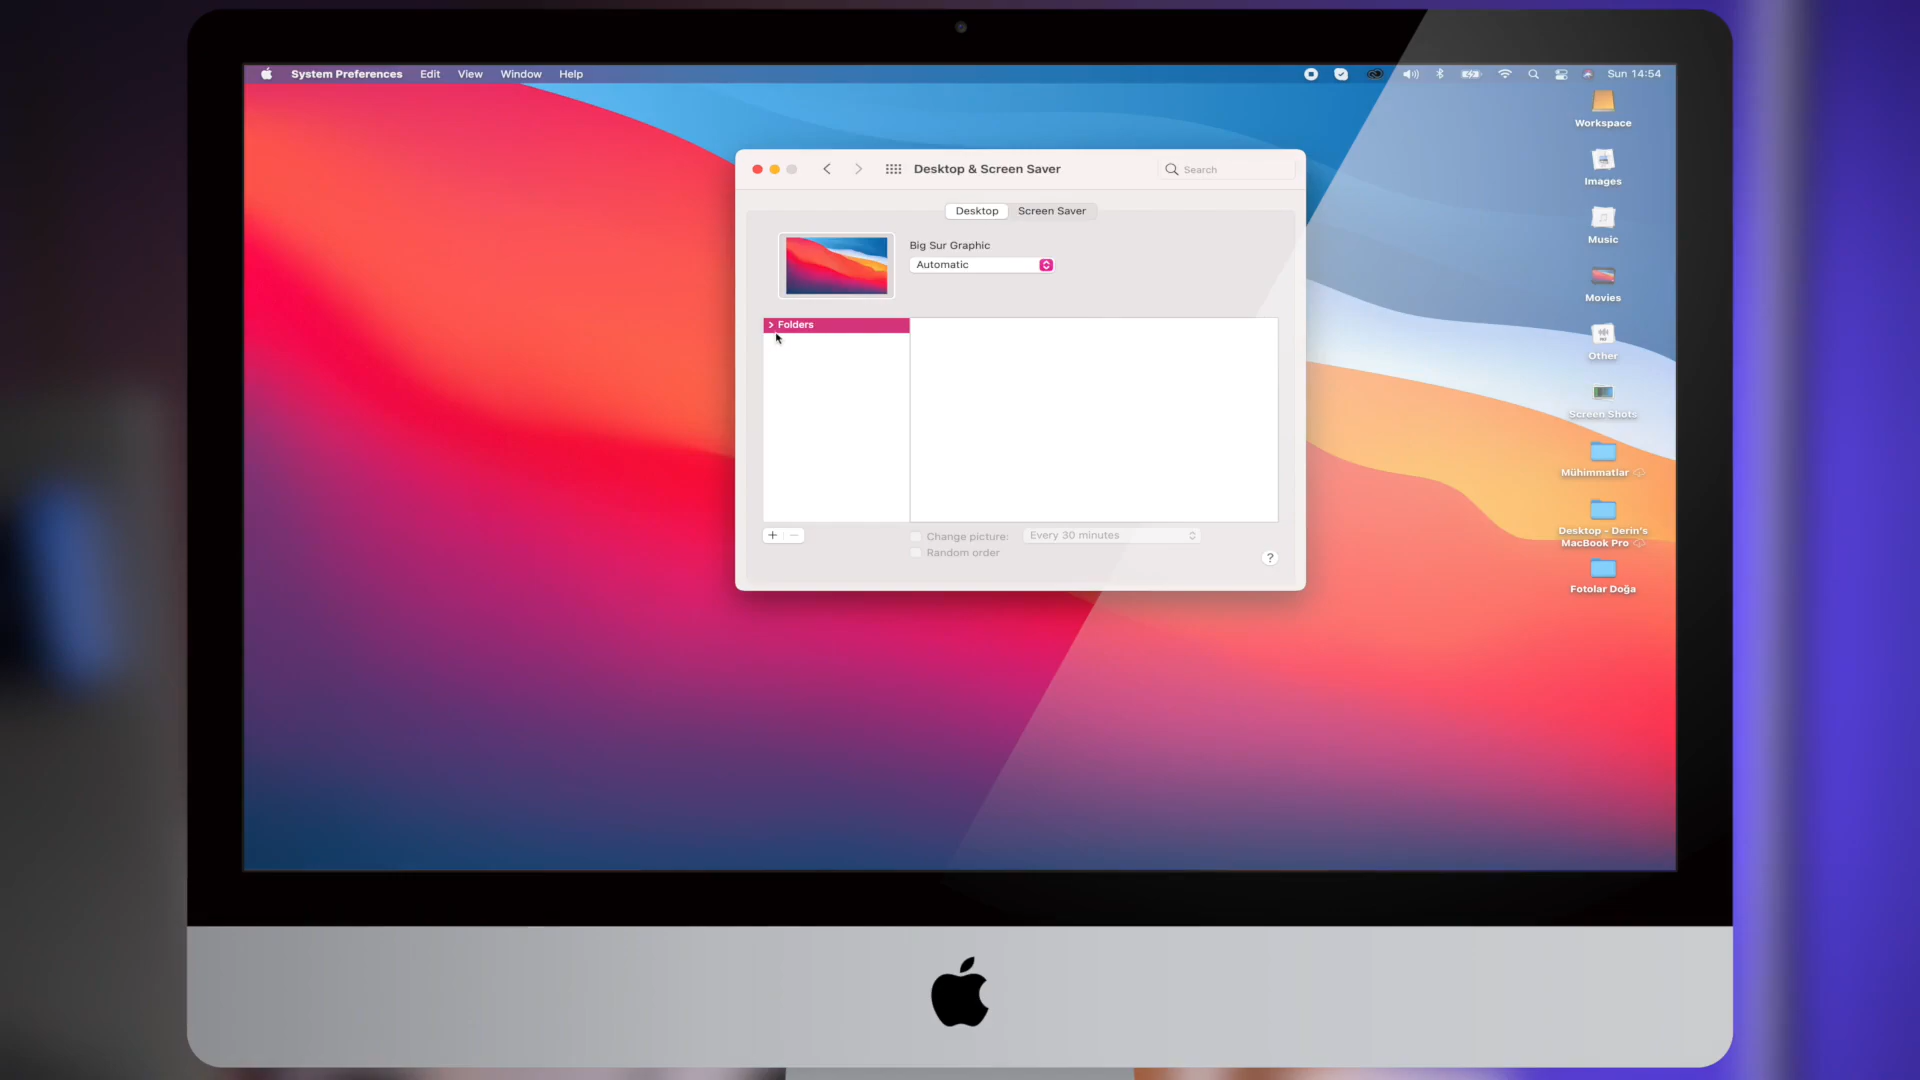 System Preferences Edit View Window Help
Sun 14:54
Workspace
Images
Music
Movies
Other
Screen Shots
Mühimmatlar
Desktop - Derin's
MacBook Pro
Fotolar Doğa
Desktop & Screen Saver
Search
Desktop Screen Saver
Big Sur Graphic
Automatic
Folders
+ −
Change picture: Every 30 minutes
Random order
?